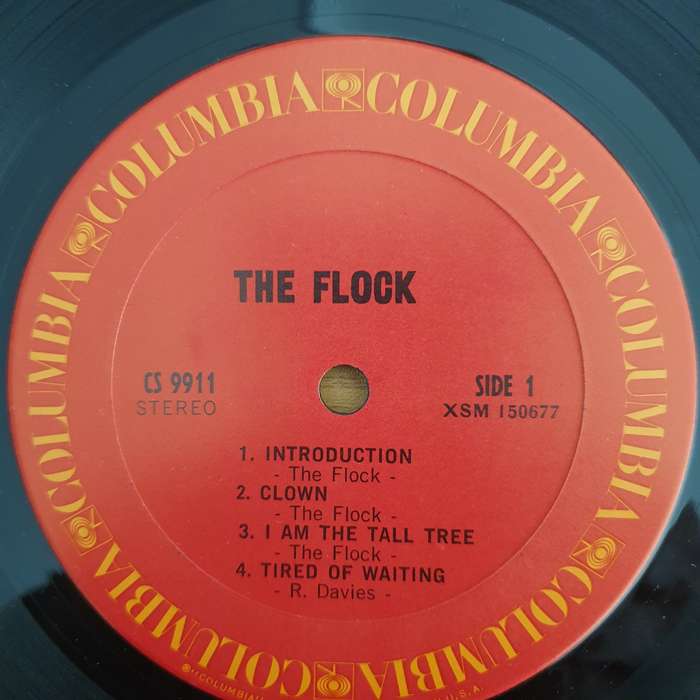 COLUMBIA COLUMBIA COLUMBIA COLUMBIA COLUMBIA COLUMBIA COLUMBIA
THE FLOCK
CS 9911
STEREO
SIDE 1
XSM 150677
1. INTRODUCTION
- The Flock -
2. CLOWN
- The Flock -
3. I AM THE TALL TREE
- The Flock -
4. TIRED OF WAITING
- R. Davies -
U.S.A.